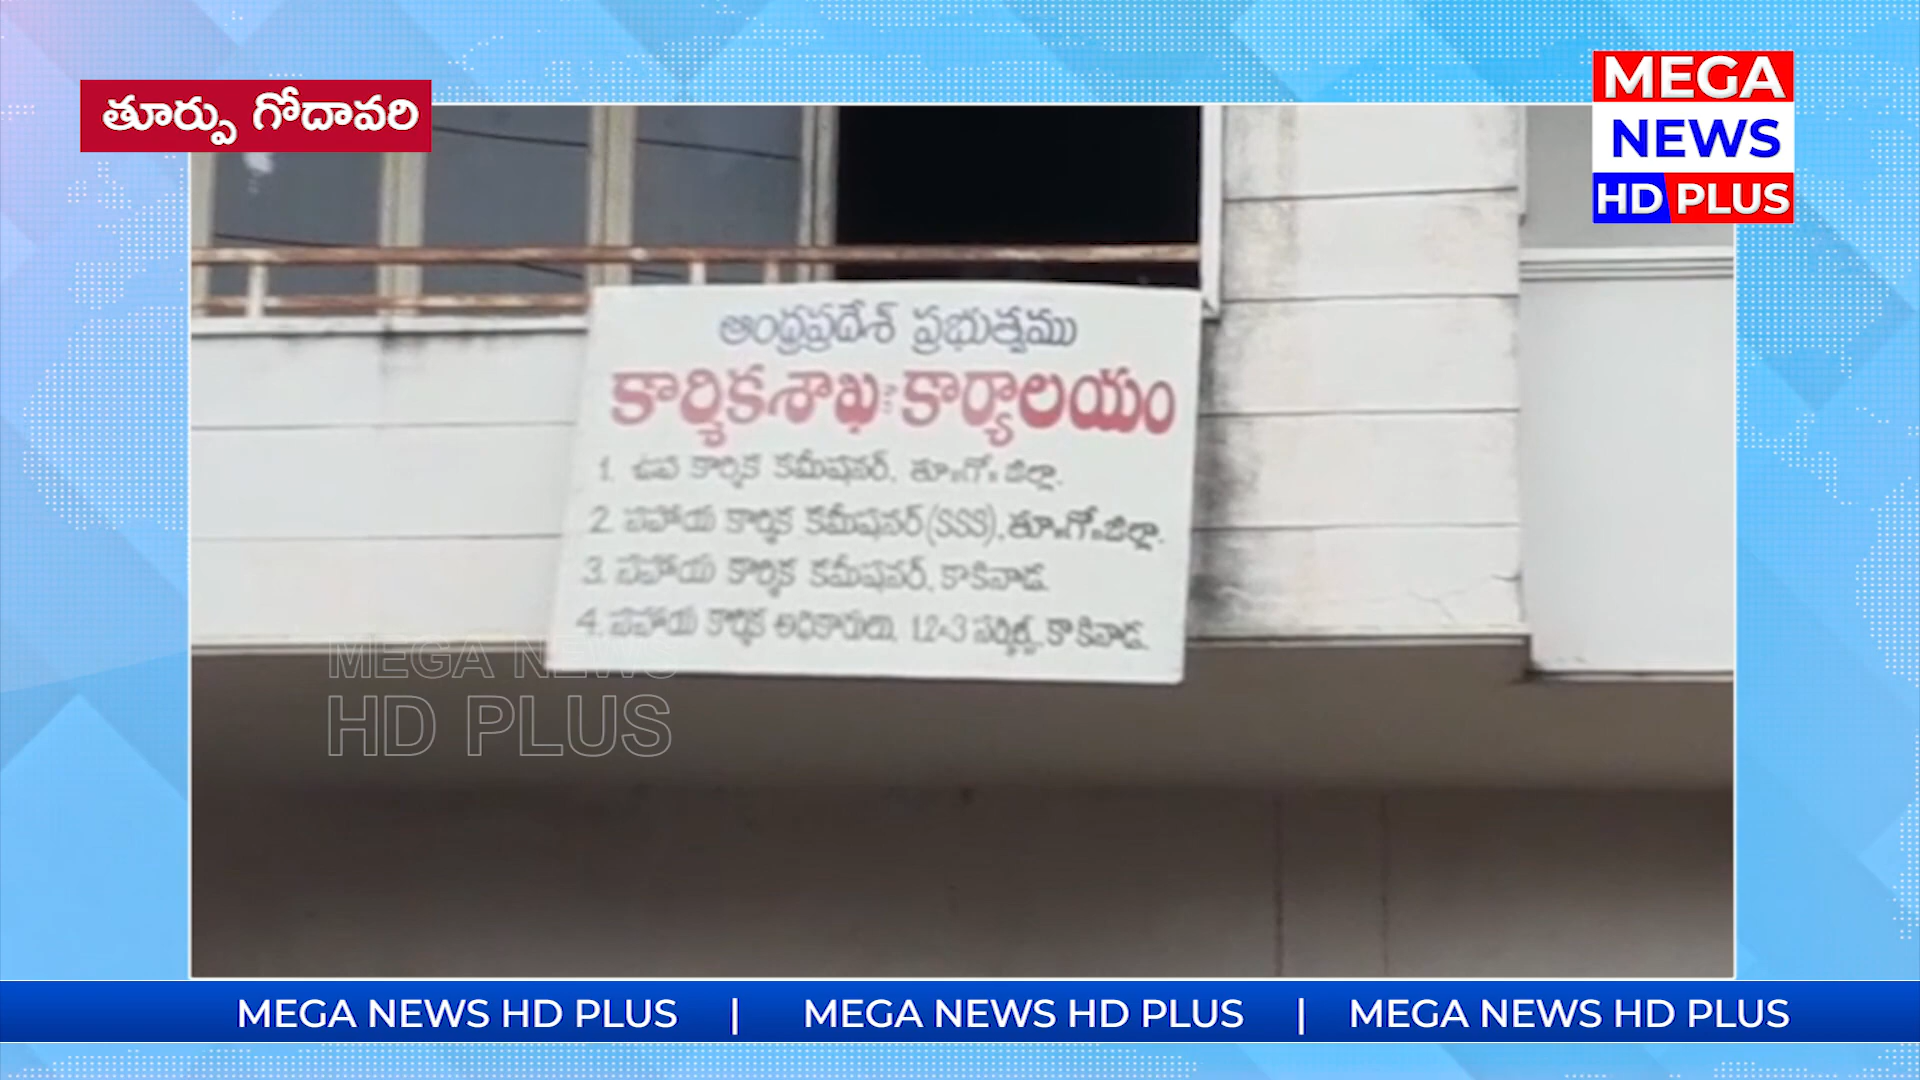 తూర్పు గోదావరి
MEGA
NEWS
HD PLUS
ఆంధ్రప్రదేశ్ ప్రభుత్వము
కార్మికశాఖ కార్యాలయం
1. ఉప కార్మిక కమీషనర్, తూ॥గో॥ జిల్లా.
2. సహాయ కార్మిక కమీషనర్(SSS), తూ॥గో॥జిల్లా.
3. సహాయ కార్మిక కమీషనర్, కాకినాడ.
4. సహాయ కార్మిక అధికారులు, 1,2&3 సర్కిల్స్, కాకినాడ.
MEGA NEWS
HD PLUS
MEGA NEWS HD PLUS | MEGA NEWS HD PLUS | MEGA NEWS HD PLUS